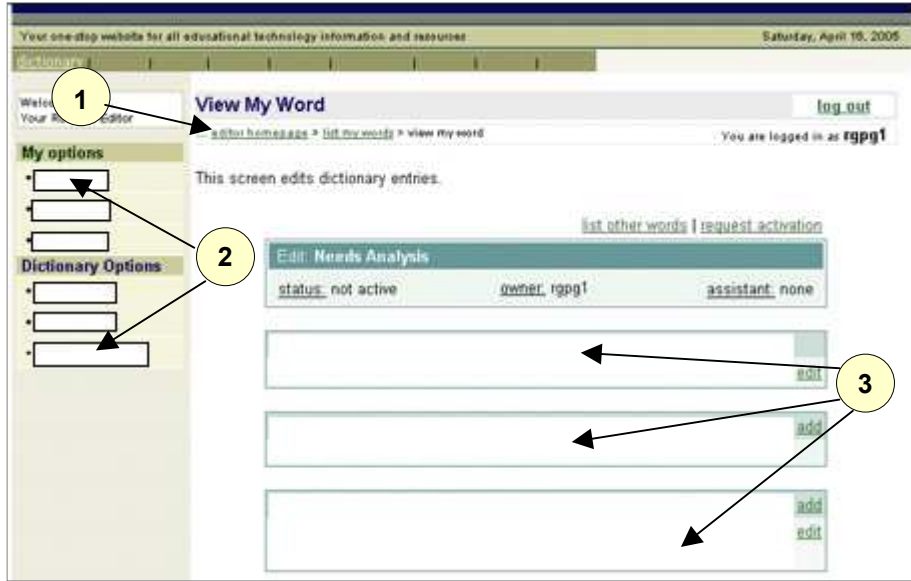 Your one-stop website for all educational technology information and resources
Saturday, April 16, 2005
dictionary
1
View My Word
log out
Your Editor
editor homepage » list my words » view my word
You are logged in as rgpg1
My options
This screen edits dictionary entries.
list other words | request activation
2
Edit: Needs Analysis
Dictionary Options
status: not active
owner: rgpg1
assistant: none
3
edit
add
add
edit